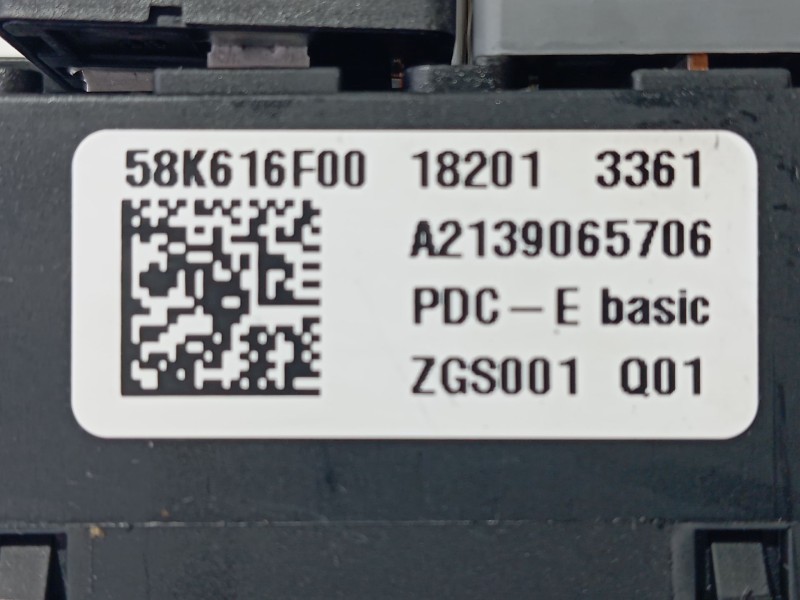 58K616F00 18201 3361
A2139065706
PDC-E basic
ZGS001 Q01